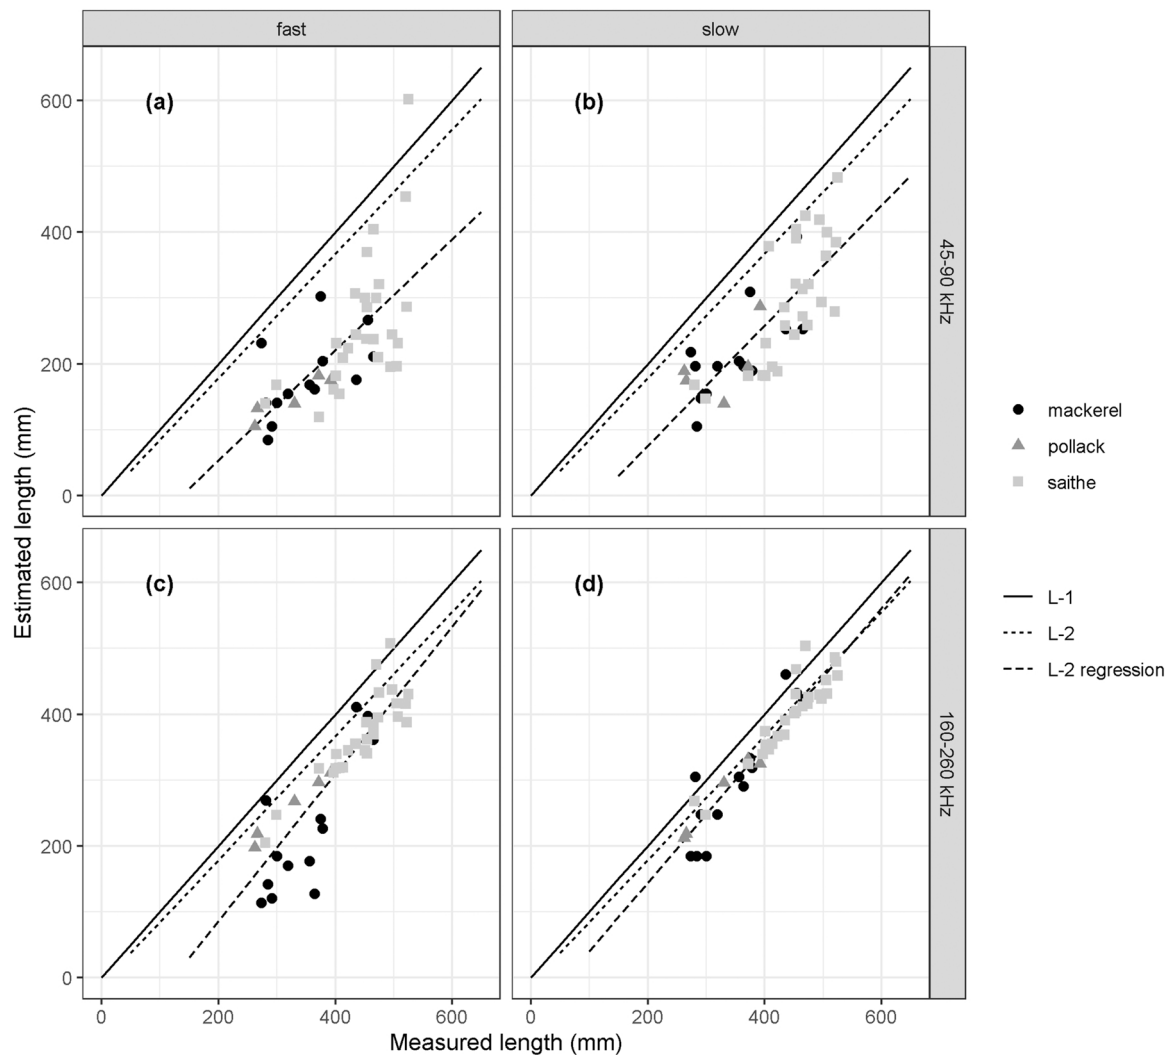 fast
slow
(a)
(b)
600
400
200
0
45-90 kHz
(c)
(d)
600
400
200
0
160-260 kHz
0 200 400 600
0 200 400 600
Measured length (mm)
Estimated length (mm)
mackerel
pollack
saithe
L-1
L-2
L-2 regression